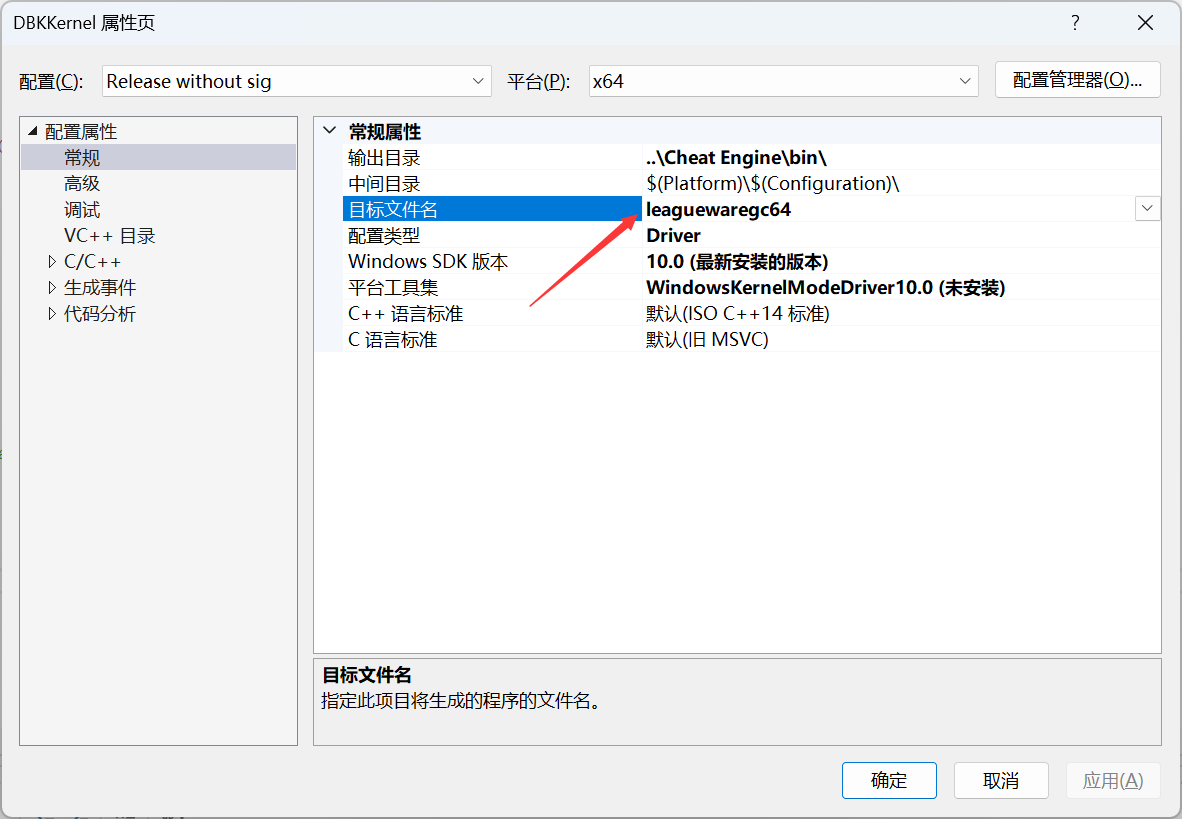 DBKKernel 属性页
?
配置(C): Release without sig 平台(P): x64 配置管理器(O)...
配置属性
常规
高级
调试
VC++ 目录
C/C++
生成事件
代码分析
常规属性
输出目录 ..\Cheat Engine\bin\
中间目录 $(Platform)\$(Configuration)\
目标文件名 leaguewaregc64
配置类型 Driver
Windows SDK 版本 10.0 (最新安装的版本)
平台工具集 WindowsKernelModeDriver10.0 (未安装)
C++ 语言标准 默认(ISO C++14 标准)
C 语言标准 默认(旧 MSVC)
目标文件名
指定此项目将生成的程序的文件名。
确定 取消 应用(A)